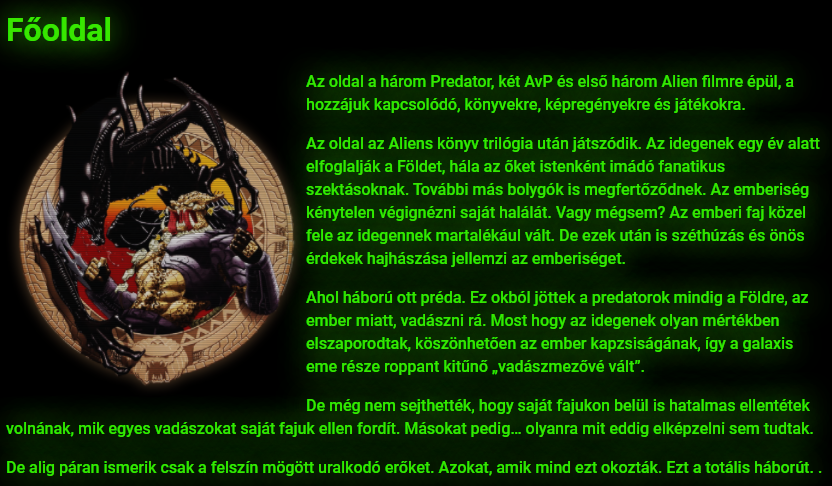 Főoldal
Az oldal a három Predator, két AvP és első három Alien filmre épül, a
hozzájuk kapcsolódó, könyvekre, képregényekre és játékokra.
Az oldal az Aliens könyv trilógia után játszódik. Az idegenek egy év alatt
elfoglalják a Földet, hála az őket istenként imádó fanatikus
szektásoknak. További más bolygók is megfertőződnek. Az emberiség
kénytelen végignézni saját halálát. Vagy mégsem? Az emberi faj közel
fele az idegennek martalékául vált. De ezek után is széthúzás és önös
érdekek hajhászása jellemzi az emberiséget.
Ahol háború ott préda. Ez okból jöttek a predatorok mindig a Földre, az
ember miatt, vadászni rá. Most hogy az idegenek olyan mértékben
elszaporodtak, köszönhetően az ember kapzsiságának, így a galaxis
eme része roppant kitűnő „vadászmezővé vált”.
De még nem sejthették, hogy saját fajukon belül is hatalmas ellentétek
volnának, mik egyes vadászokat saját fajuk ellen fordít. Másokat pedig… olyanra mit eddig elképzelni sem tudtak.
De alig páran ismerik csak a felszín mögött uralkodó erőket. Azokat, amik mind ezt okozták. Ezt a totális háborút. .